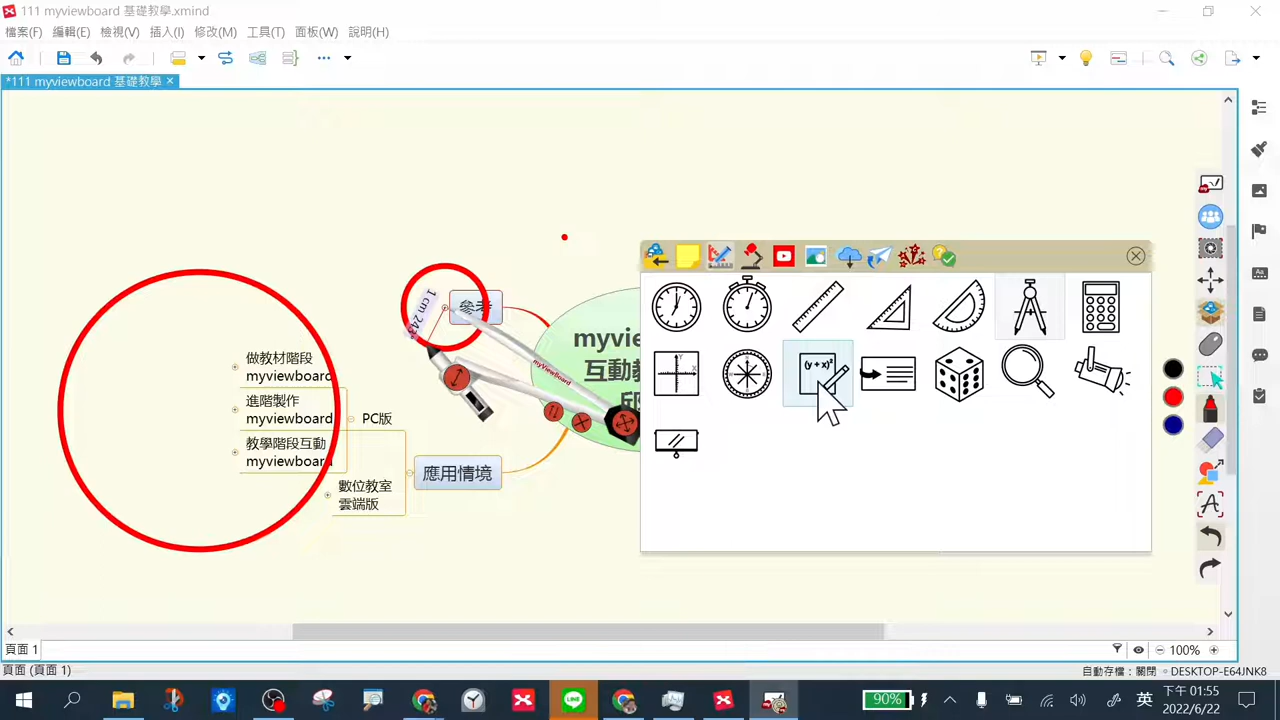 111 myviewboard 基礎教學.xmind
檔案(F) 編輯(E) 檢視(V) 插入(I) 修改(M) 工具(T) 面板(W) 說明(H)
*111 myviewboard 基礎教學 ×
1 cm
參考
myViewBoard
互動
做教材階段
myviewboard
進階製作
myviewboard
PC版
教學階段互動
myviewboard
應用情境
數位教室
雲端版
(y + x)²
Y
X
頁面 1
100%
頁面 (頁面 1)
自動存檔: 關閉
DESKTOP-E64JNK8
90%
英
下午 01:55
2022/6/22